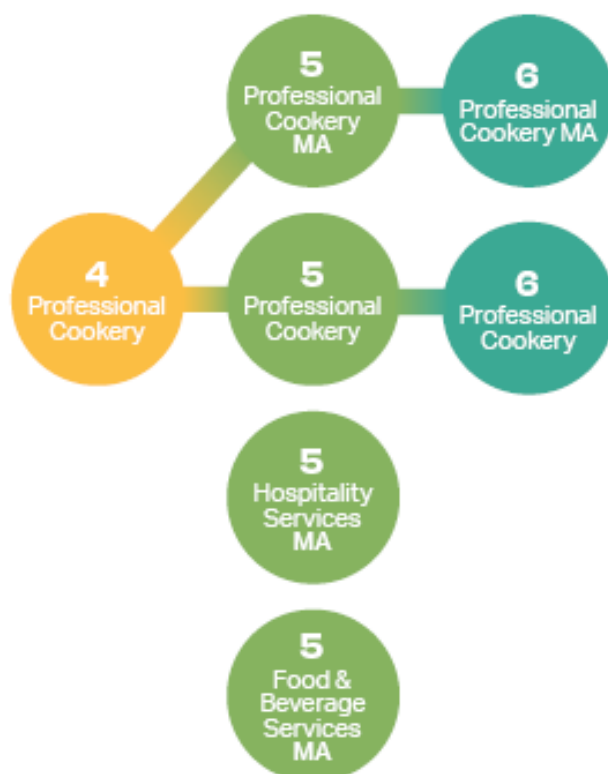 5
Professional
Cookery
MA
6
Professional
Cookery MA
4
Professional
Cookery
5
Professional
Cookery
6
Professional
Cookery
5
Hospitality
Services
MA
5
Food &
Beverage
Services
MA